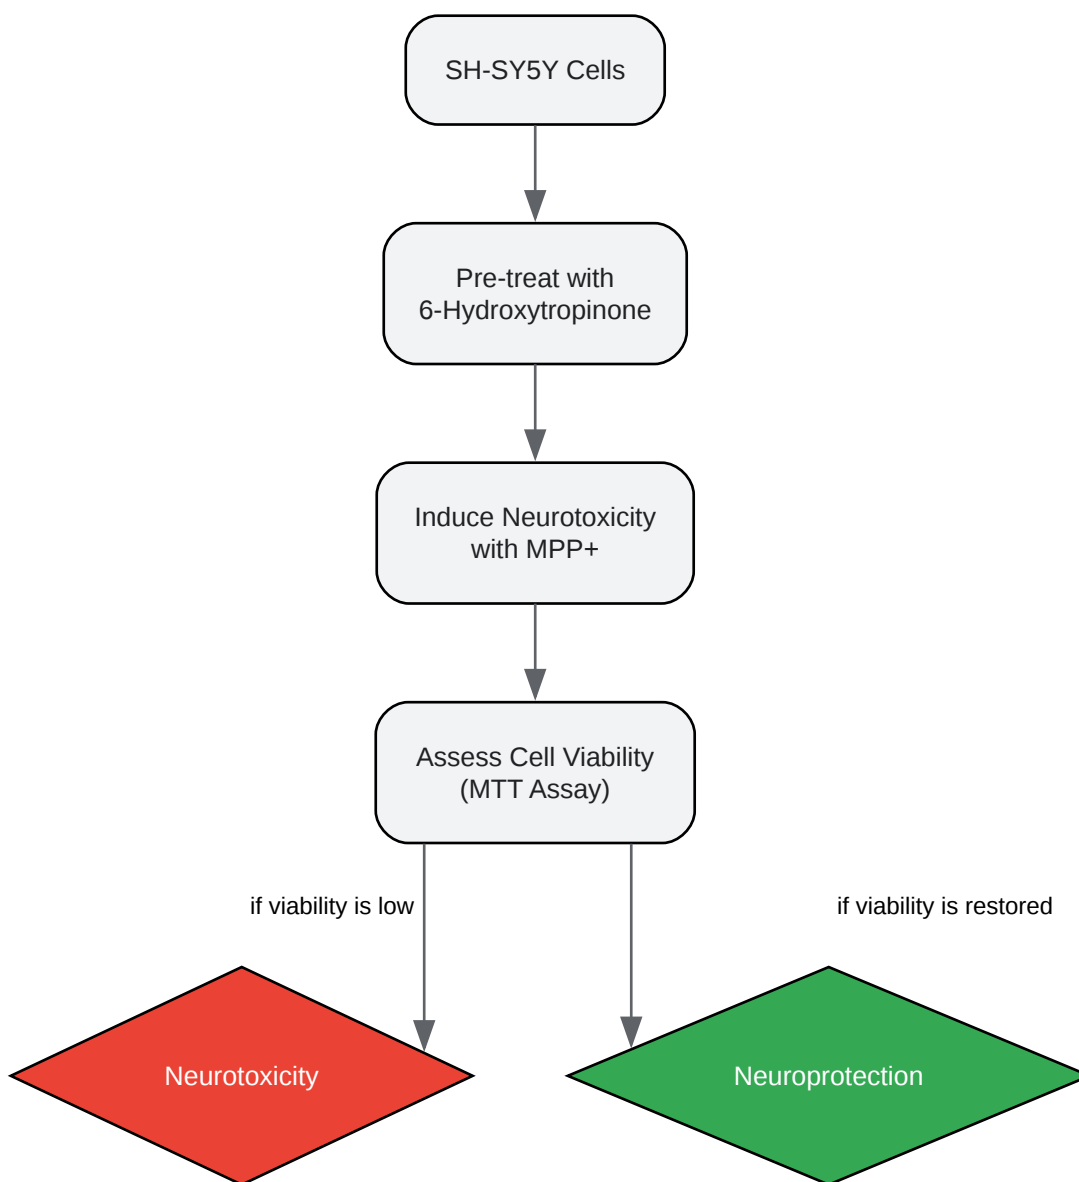 SH-SY5Y Cells
Pre-treat with
6-Hydroxytropinone
Induce Neurotoxicity
with MPP+
Assess Cell Viability
(MTT Assay)
if viability is low
if viability is restored
Neurotoxicity
Neuroprotection